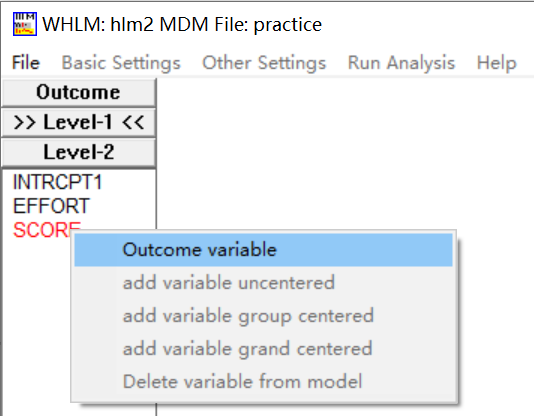 WHLM: hlm2 MDM File: practice
File Basic Settings Other Settings Run Analysis Help
Outcome
>> Level-1 <<
Level-2
INTRCPT1
EFFORT
SCORE
Outcome variable
add variable uncentered
add variable group centered
add variable grand centered
Delete variable from model